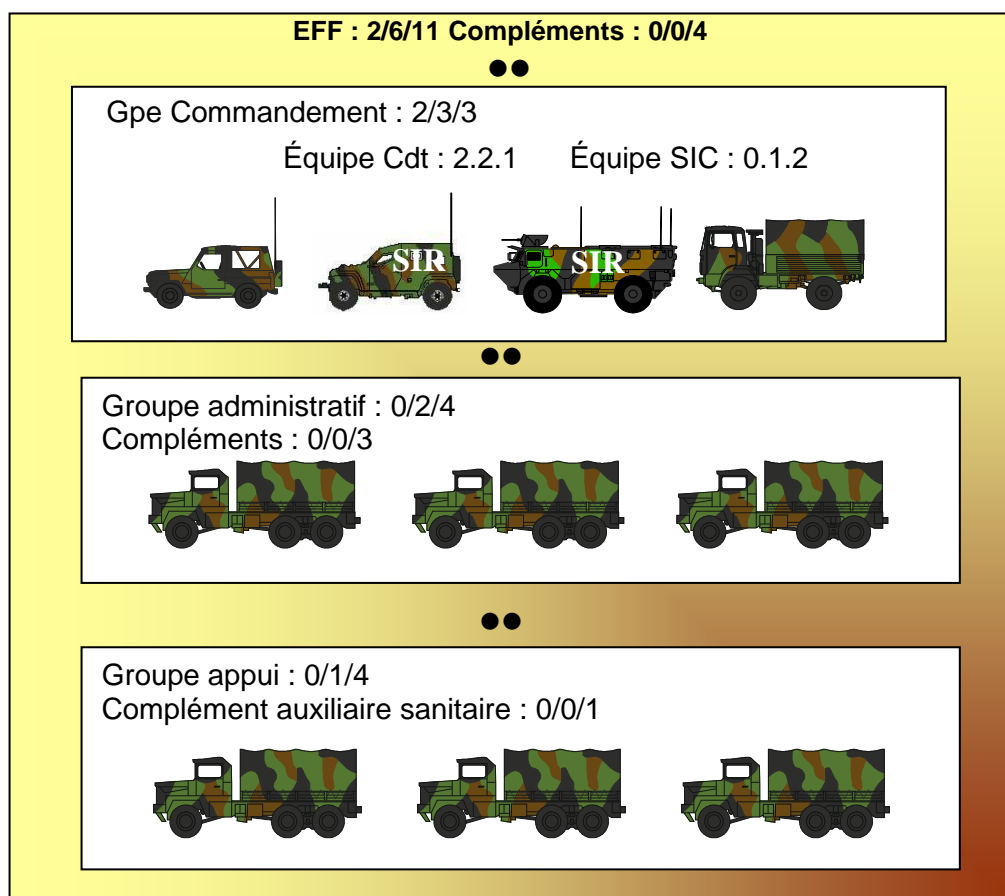 EFF : 2/6/11 Compléments : 0/0/4
Gpe Commandement : 2/3/3
Équipe Cdt : 2.2.1 Équipe SIC : 0.1.2
SIR SIR
Groupe administratif : 0/2/4
Compléments : 0/0/3
Groupe appui : 0/1/4
Complément auxiliaire sanitaire : 0/0/1